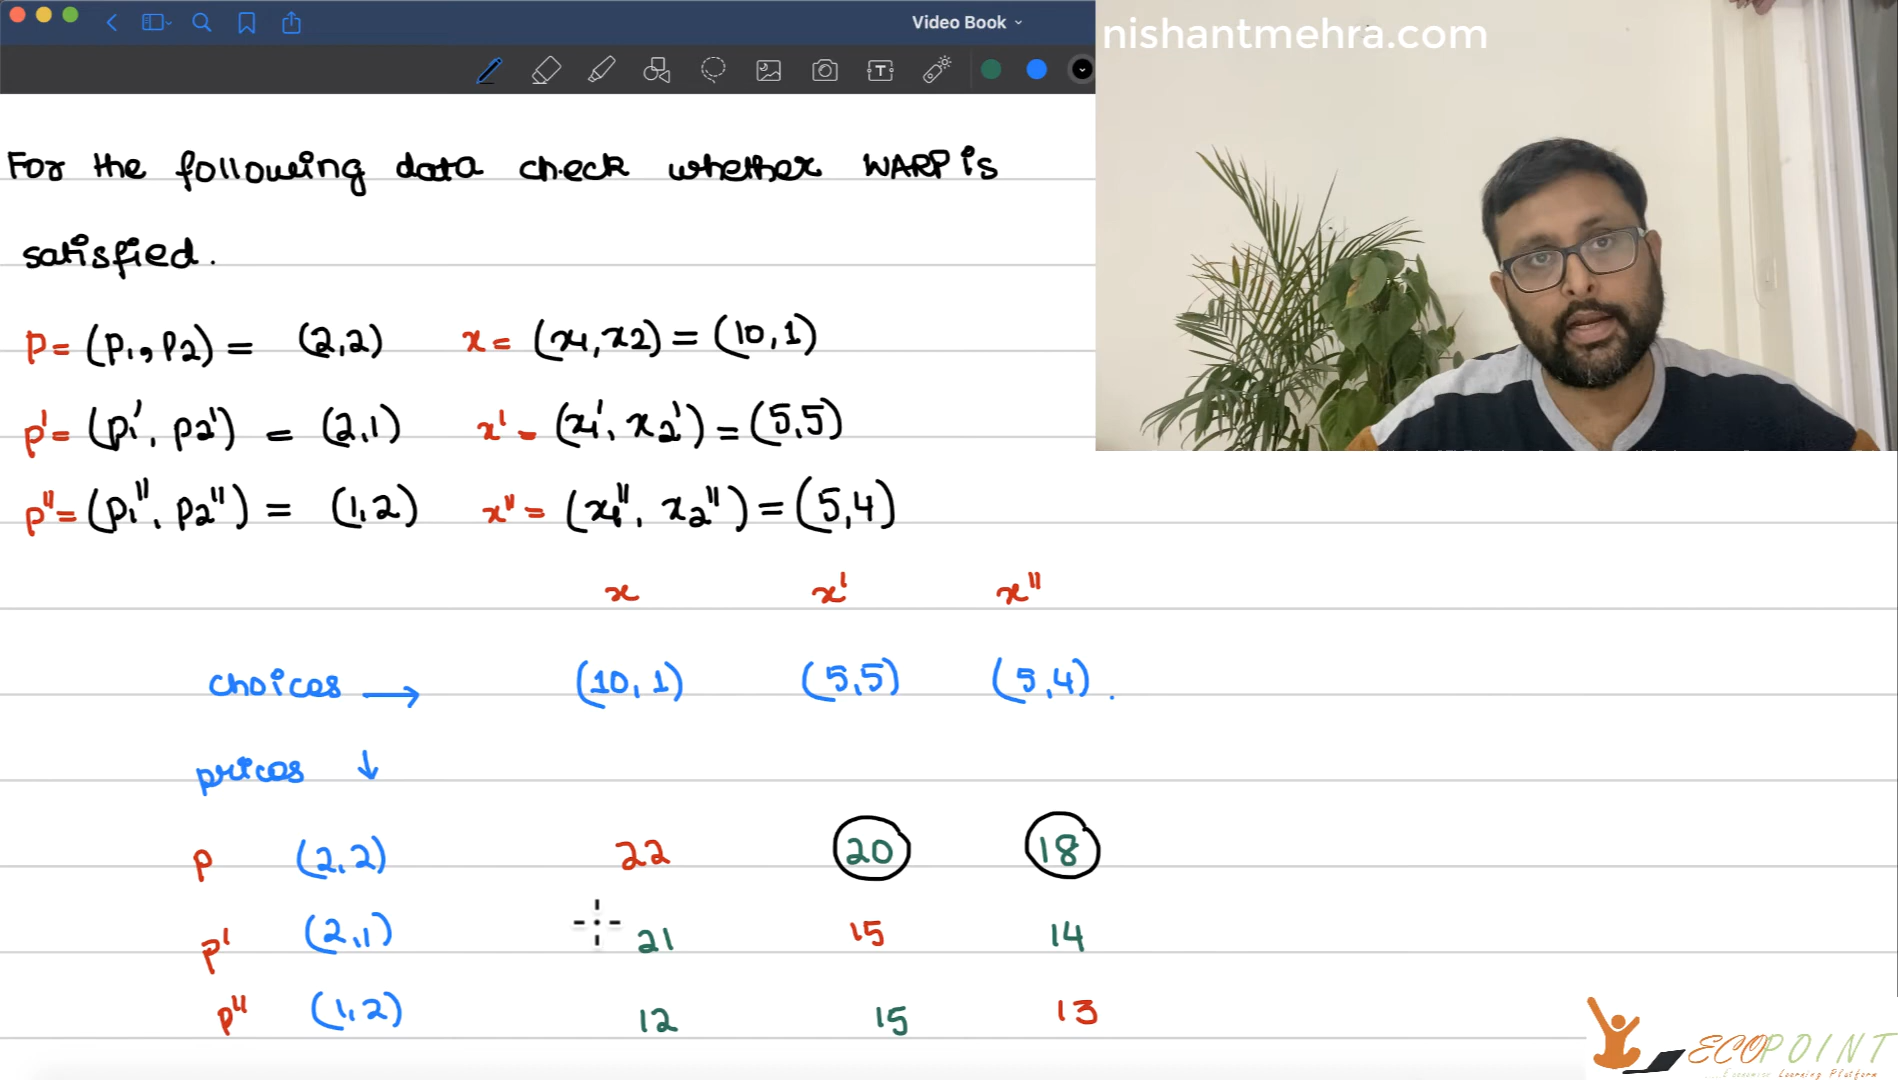 Video Book
nishantmehra.com
For the following data check whether WARP is
satisfied.
p= (p1, p2) = (2,2) x= (x1, x2) = (10, 1)
p'= (p1', p2') = (2,1) x'= (x1', x2') = (5,5)
p"= (p1", p2") = (1,2) x"= (x1", x2") = (5,4)
x x' x"
choices → (10, 1) (5,5) (5,4).
prices ↓
p (2,2) 22 20 18
p' (2,1) 21 15 14
p" (1,2) 12 15 13
ECOPOINT
Economics Learning Platform